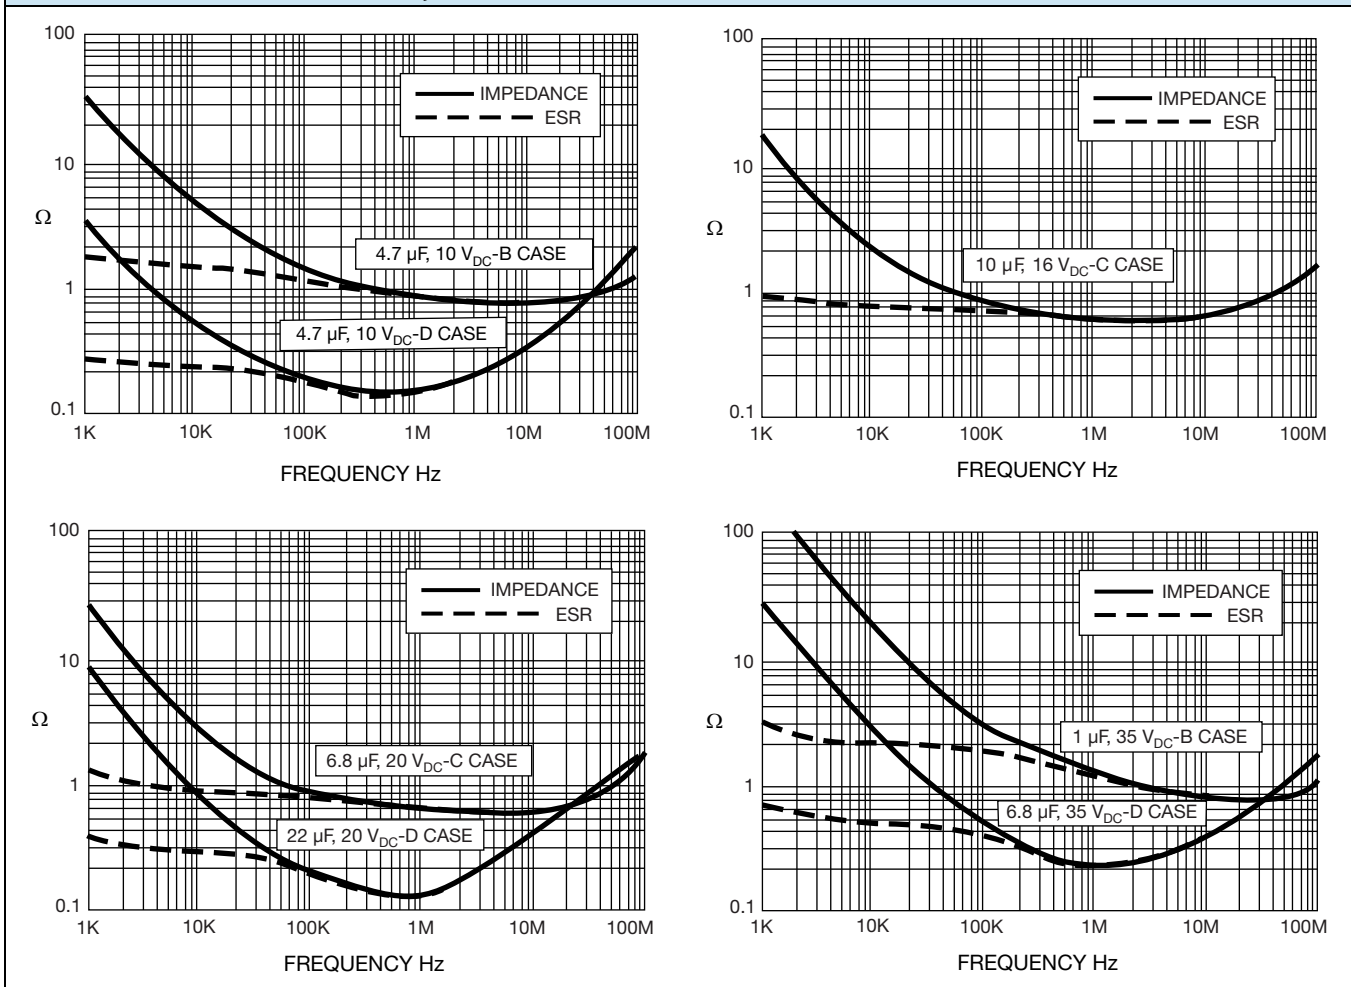 100
10
Ω
1
0.1
1K 10K 100K 1M 10M 100M
FREQUENCY Hz
IMPEDANCE
ESR
4.7 µF, 10 VDC-B CASE
4.7 µF, 10 VDC-D CASE
100
10
Ω
1
0.1
1K 10K 100K 1M 10M 100M
FREQUENCY Hz
IMPEDANCE
ESR
10 µF, 16 VDC-C CASE
100
10
Ω
1
0.1
1K 10K 100K 1M 10M 100M
FREQUENCY Hz
IMPEDANCE
ESR
6.8 µF, 20 VDC-C CASE
22 µF, 20 VDC-D CASE
100
10
Ω
1
0.1
1K 10K 100K 1M 10M 100M
FREQUENCY Hz
IMPEDANCE
ESR
1 µF, 35 VDC-B CASE
6.8 µF, 35 VDC-D CASE